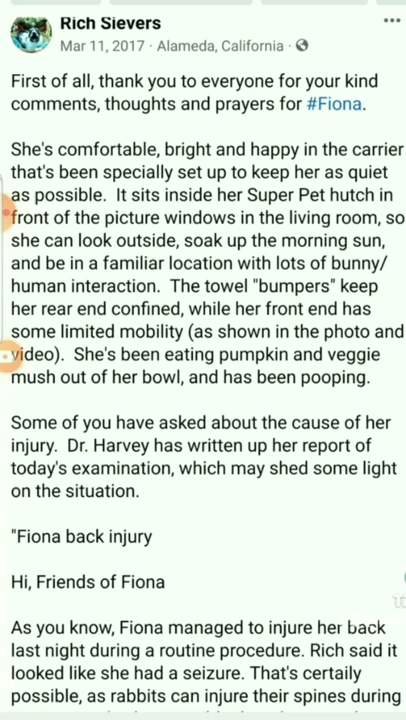 Rich Sievers
Mar 11, 2017 · Alameda, California ·
First of all, thank you to everyone for your kind
comments, thoughts and prayers for #Fiona.
She's comfortable, bright and happy in the carrier
that's been specially set up to keep her as quiet
as possible.  It sits inside her Super Pet hutch in
front of the picture windows in the living room, so
she can look outside, soak up the morning sun,
and be in a familiar location with lots of bunny/
human interaction.  The towel "bumpers" keep
her rear end confined, while her front end has
some limited mobility (as shown in the photo and
video).  She's been eating pumpkin and veggie
mush out of her bowl, and has been pooping.
Some of you have asked about the cause of her
injury.  Dr. Harvey has written up her report of
today's examination, which may shed some light
on the situation.
"Fiona back injury
Hi, Friends of Fiona
As you know, Fiona managed to injure her back
last night during a routine procedure. Rich said it
looked like she had a seizure. That's certaily
possible, as rabbits can injure their spines during